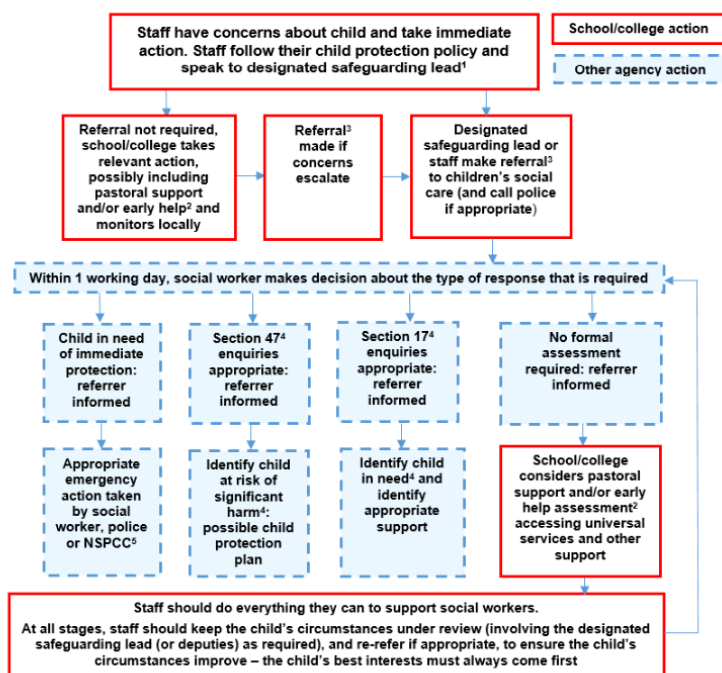 Staff have concerns about child and take immediate
action. Staff follow their child protection policy and
speak to designated safeguarding lead¹
School/college action
Other agency action
Referral not required,
school/college takes
relevant action,
possibly including
pastoral support
and/or early help² and
monitors locally
Referral³
made if
concerns
escalate
Designated
safeguarding lead or
staff make referral³
to children's social
care (and call police
if appropriate)
Within 1 working day, social worker makes decision about the type of response that is required
Child in need
of immediate
protection:
referrer
informed
Section 47⁴
enquiries
appropriate:
referrer
informed
Section 17⁴
enquiries
appropriate:
referrer
informed
No formal
assessment
required: referrer
informed
Appropriate
emergency
action taken
by social
worker, police
or NSPCC⁵
Identify child
at risk of
significant
harm⁴:
possible child
protection
plan
Identify child
in need⁴ and
identify
appropriate
support
School/college
considers pastoral
support and/or early
help assessment²
accessing universal
services and other
support
Staff should do everything they can to support social workers.
At all stages, staff should keep the child's circumstances under review (involving the designated
safeguarding lead (or deputies) as required), and re-refer if appropriate, to ensure the child's
circumstances improve – the child's best interests must always come first